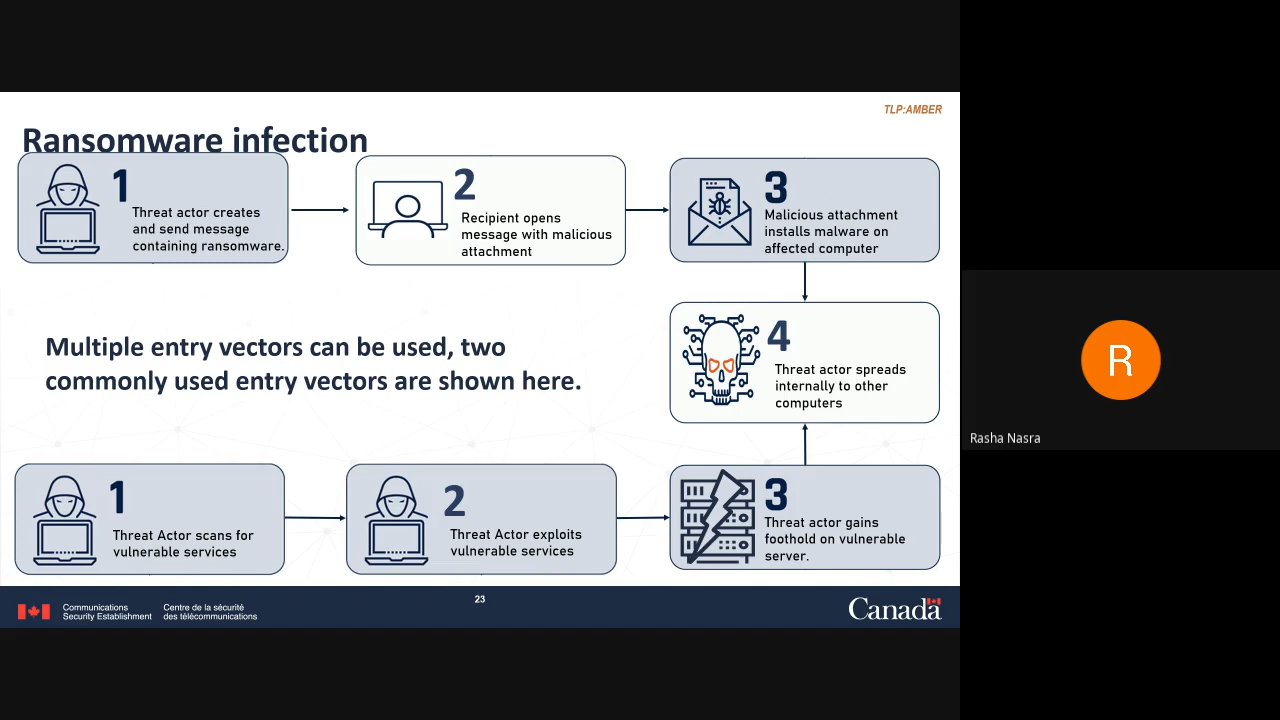 TLP:AMBER
Ransomware infection
1
Threat actor creates
and send message
containing ransomware.
2
Recipient opens
message with malicious
attachment
3
Malicious attachment
installs malware on
affected computer
4
Threat actor spreads
internally to other
computers
Multiple entry vectors can be used, two
commonly used entry vectors are shown here.
1
Threat Actor scans for
vulnerable services
2
Threat Actor exploits
vulnerable services
3
Threat actor gains
foothold on vulnerable
server.
Communications
Security Establishment
Centre de la sécurité
des télécommunications
23
Canada
R
Rasha Nasra